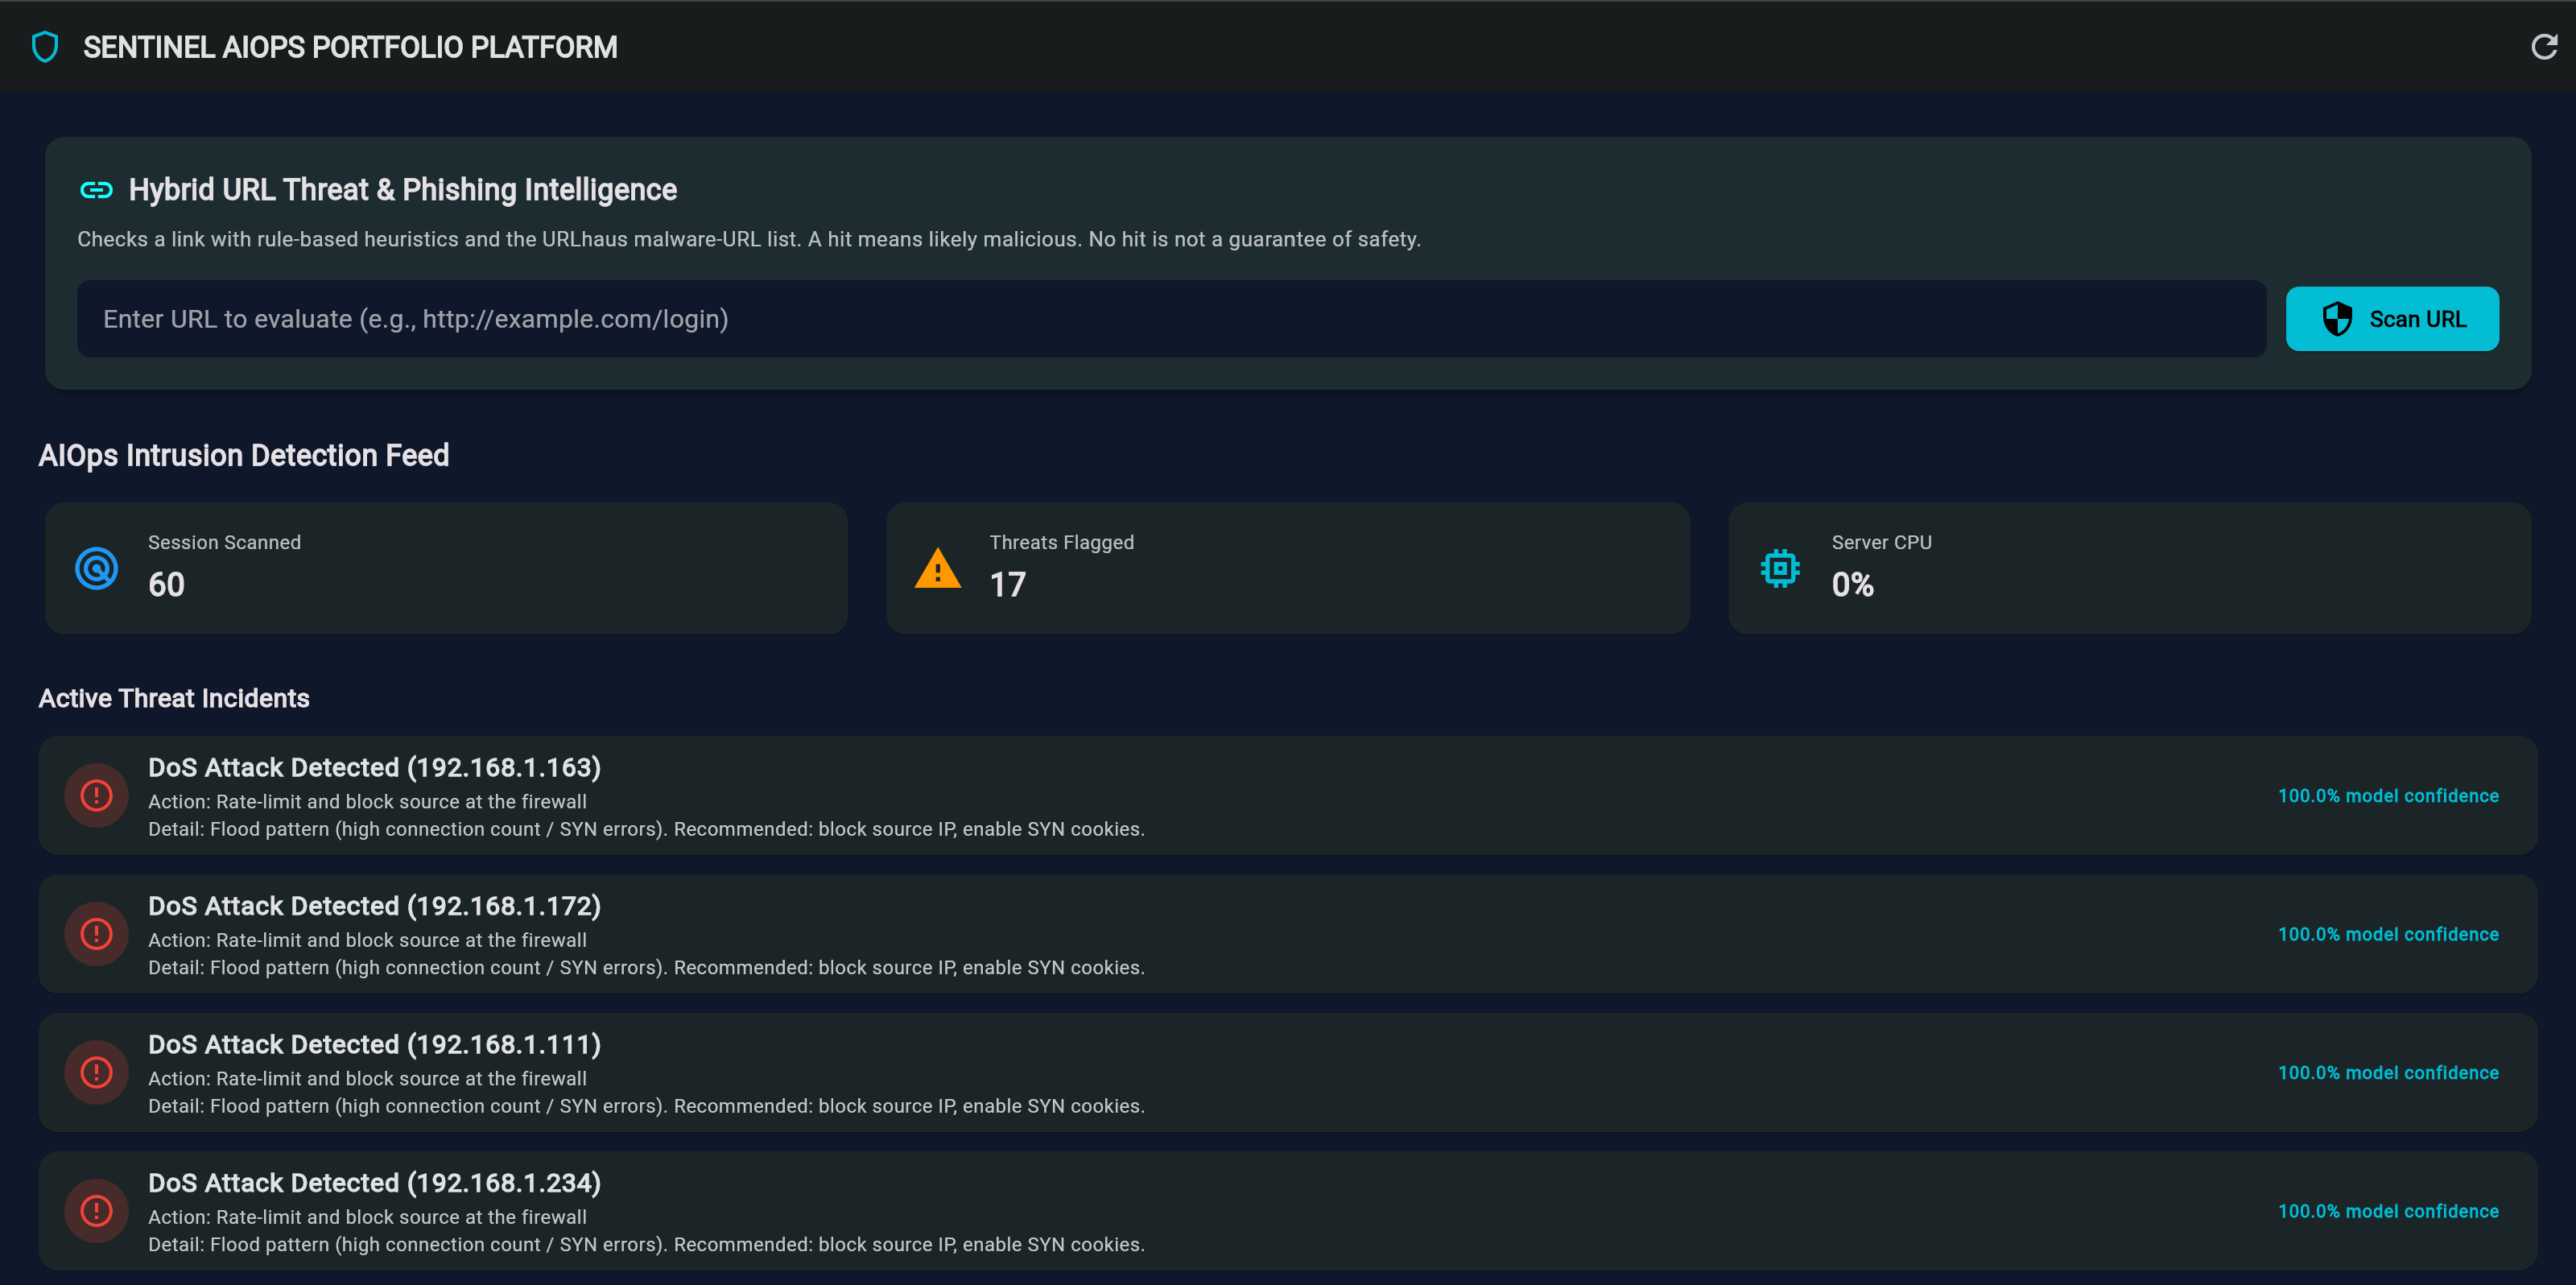 SENTINEL AIOPS PORTFOLIO PLATFORM
Hybrid URL Threat & Phishing Intelligence
Checks a link with rule-based heuristics and the URLhaus malware-URL list. A hit means likely malicious. No hit is not a guarantee of safety.
Enter URL to evaluate (e.g., http://example.com/login)
Scan URL
AIOps Intrusion Detection Feed
Session Scanned
60
Threats Flagged
17
Server CPU
0%
Active Threat Incidents
DoS Attack Detected (192.168.1.163)
Action: Rate-limit and block source at the firewall
Detail: Flood pattern (high connection count / SYN errors). Recommended: block source IP, enable SYN cookies.
100.0% model confidence
DoS Attack Detected (192.168.1.172)
Action: Rate-limit and block source at the firewall
Detail: Flood pattern (high connection count / SYN errors). Recommended: block source IP, enable SYN cookies.
100.0% model confidence
DoS Attack Detected (192.168.1.111)
Action: Rate-limit and block source at the firewall
Detail: Flood pattern (high connection count / SYN errors). Recommended: block source IP, enable SYN cookies.
100.0% model confidence
DoS Attack Detected (192.168.1.234)
Action: Rate-limit and block source at the firewall
Detail: Flood pattern (high connection count / SYN errors). Recommended: block source IP, enable SYN cookies.
100.0% model confidence